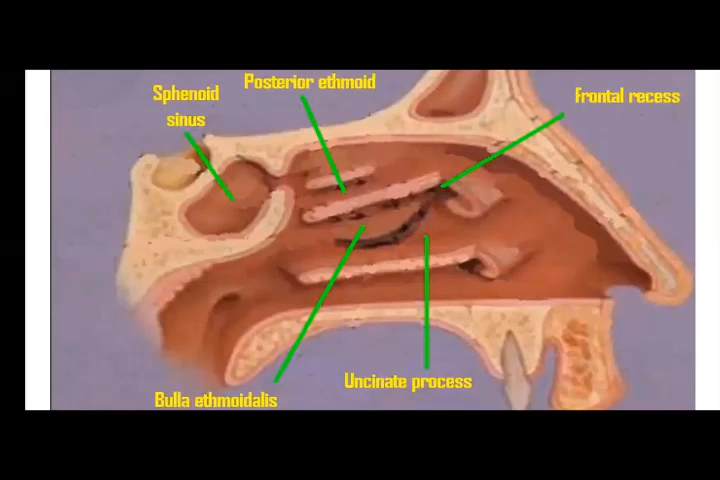 Posterior ethmoid
Sphenoid
sinus
Frontal recess
Uncinate process
Bulla ethmoidalis